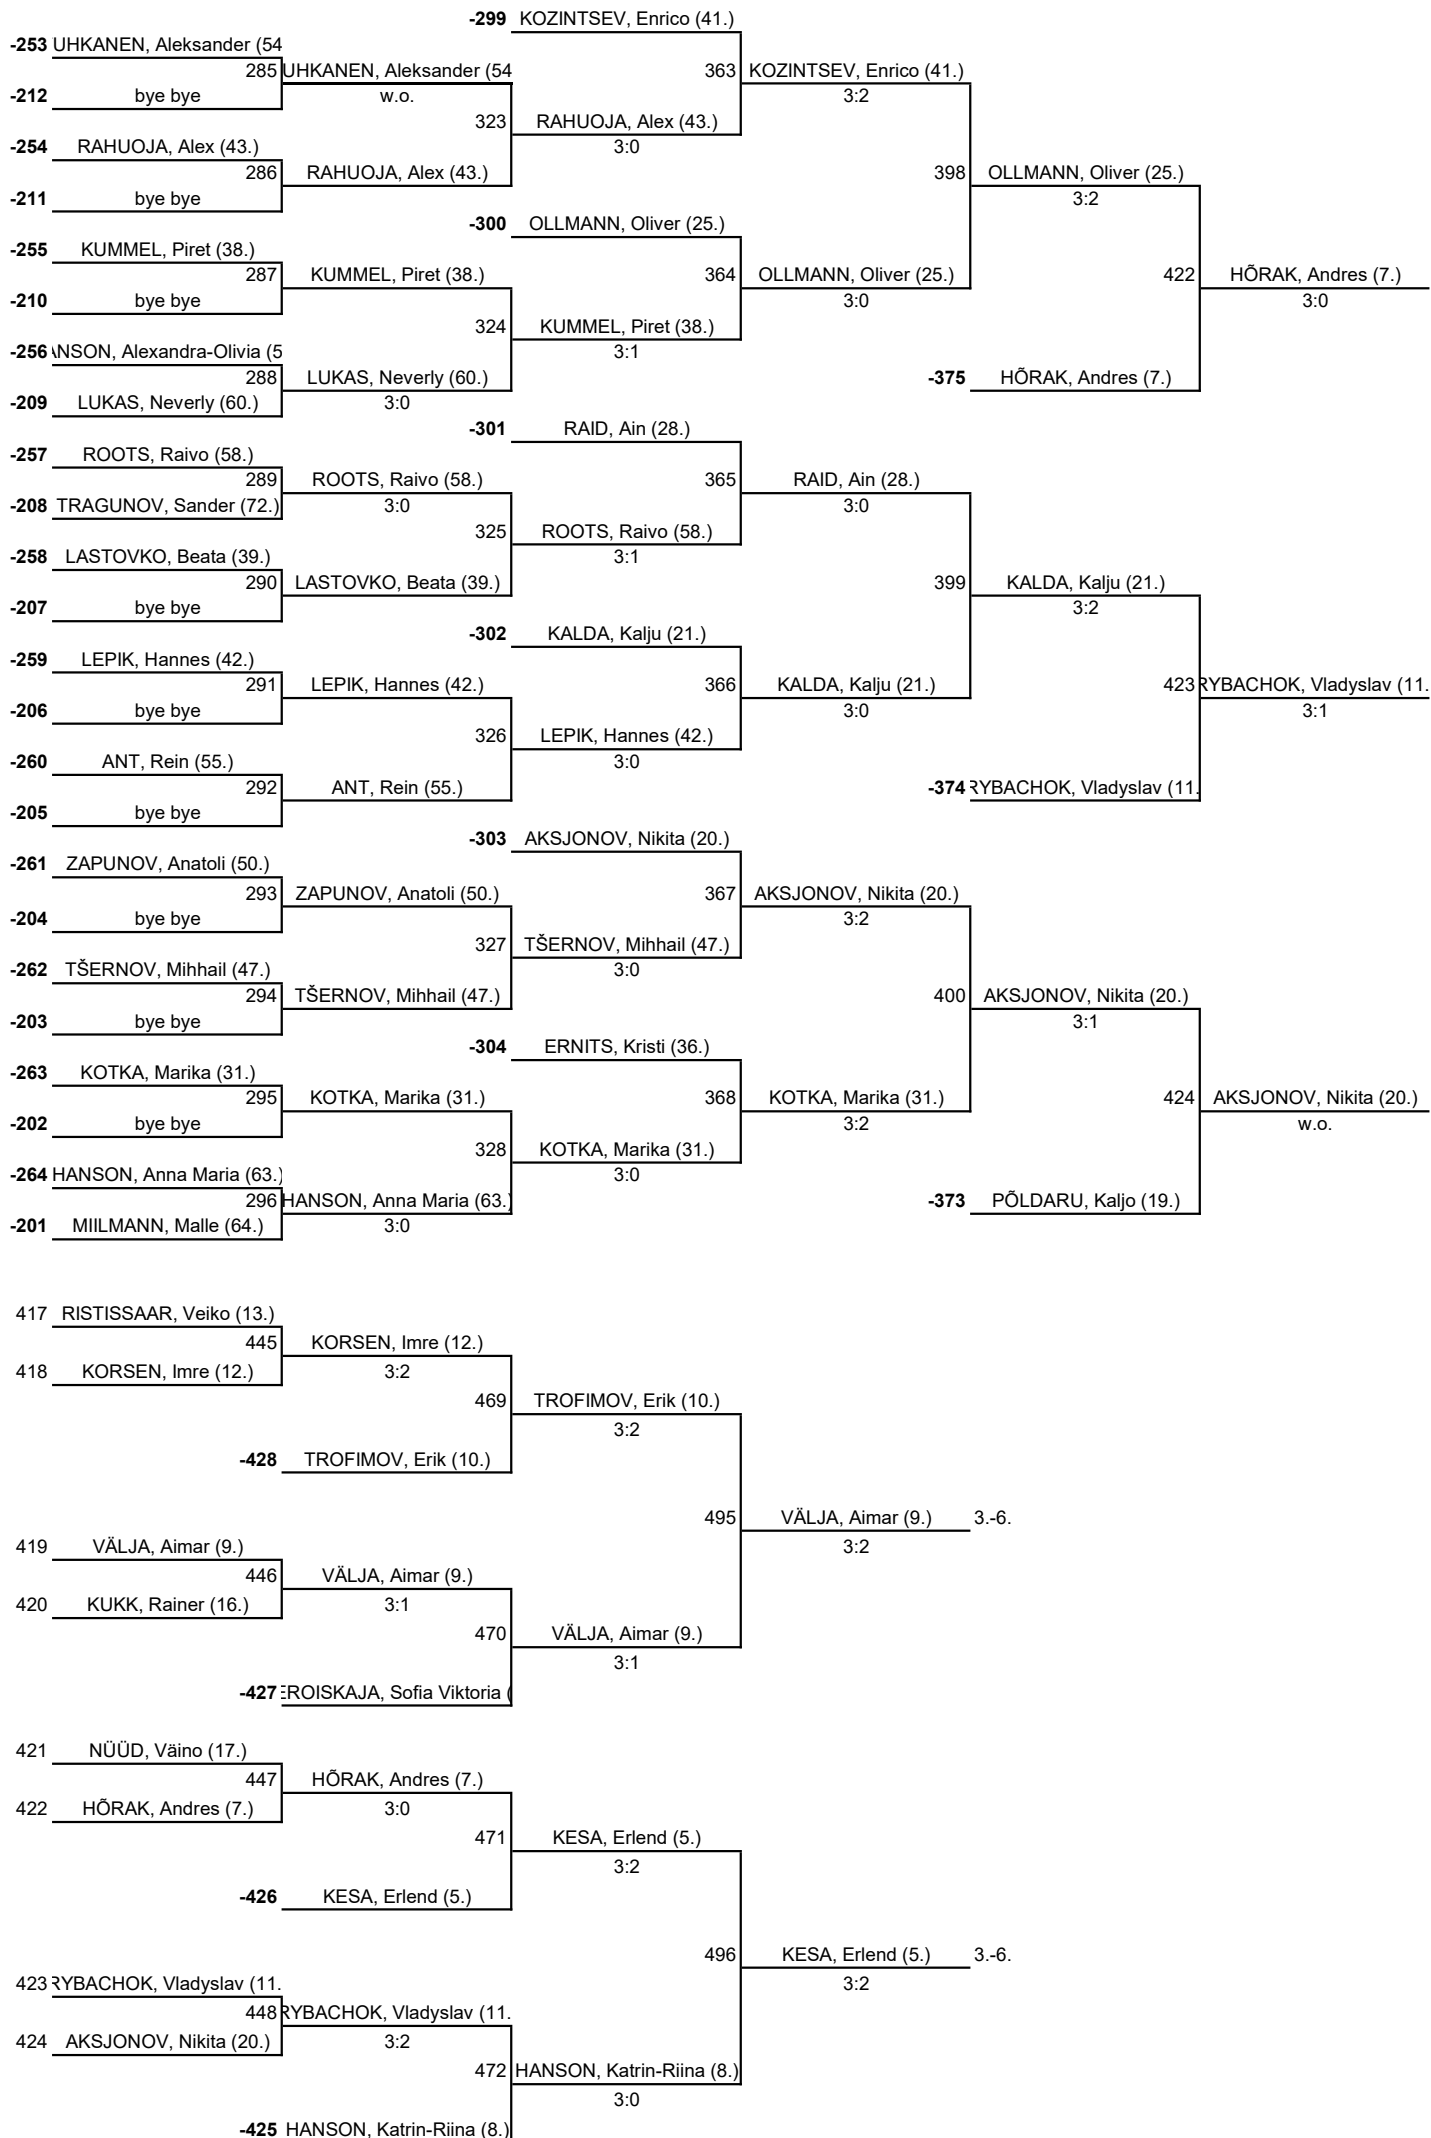 -299 KOZINTSEV, Enrico (41.)
-253 UHKANEN, Aleksander (54
285 UHKANEN, Aleksander (54 363 KOZINTSEV, Enrico (41.)
-212 bye bye w.o. 3:2
323 RAHUOJA, Alex (43.)
-254 RAHUOJA, Alex (43.) 3:0
286 RAHUOJA, Alex (43.) 398 OLLMANN, Oliver (25.)
-211 bye bye 3:2
-300 OLLMANN, Oliver (25.)
-255 KUMMEL, Piret (38.)
287 KUMMEL, Piret (38.) 364 OLLMANN, Oliver (25.) 422 HÕRAK, Andres (7.)
-210 bye bye 3:0 3:0
324 KUMMEL, Piret (38.)
-256 ANSON, Alexandra-Olivia (5 3:1
288 LUKAS, Neverly (60.) -375 HÕRAK, Andres (7.)
-209 LUKAS, Neverly (60.) 3:0
-301 RAID, Ain (28.)
-257 ROOTS, Raivo (58.)
289 ROOTS, Raivo (58.) 365 RAID, Ain (28.)
-208 TRAGUNOV, Sander (72.) 3:0 3:0
325 ROOTS, Raivo (58.)
-258 LASTOVKO, Beata (39.) 3:1
290 LASTOVKO, Beata (39.) 399 KALDA, Kalju (21.)
-207 bye bye 3:2
-302 KALDA, Kalju (21.)
-259 LEPIK, Hannes (42.)
291 LEPIK, Hannes (42.) 366 KALDA, Kalju (21.) 423 RYBACHOK, Vladyslav (11.
-206 bye bye 3:0 3:1
326 LEPIK, Hannes (42.)
-260 ANT, Rein (55.) 3:0
292 ANT, Rein (55.) -374 RYBACHOK, Vladyslav (11.
-205 bye bye
-303 AKSJONOV, Nikita (20.)
-261 ZAPUNOV, Anatoli (50.)
293 ZAPUNOV, Anatoli (50.) 367 AKSJONOV, Nikita (20.)
-204 bye bye 3:2
327 TŠERNOV, Mihhail (47.)
-262 TŠERNOV, Mihhail (47.) 3:0
294 TŠERNOV, Mihhail (47.) 400 AKSJONOV, Nikita (20.)
-203 bye bye 3:1
-304 ERNITS, Kristi (36.)
-263 KOTKA, Marika (31.)
295 KOTKA, Marika (31.) 368 KOTKA, Marika (31.) 424 AKSJONOV, Nikita (20.)
-202 bye bye 3:2 w.o.
328 KOTKA, Marika (31.)
-264 HANSON, Anna Maria (63.) 3:0
296 HANSON, Anna Maria (63.) -373 PÕLDARU, Kaljo (19.)
-201 MIILMANN, Malle (64.) 3:0
417 RISTISSAAR, Veiko (13.)
445 KORSEN, Imre (12.)
418 KORSEN, Imre (12.) 3:2
469 TROFIMOV, Erik (10.)
3:2
-428 TROFIMOV, Erik (10.)
495 VÄLJA, Aimar (9.) 3.-6.
419 VÄLJA, Aimar (9.) 3:2
446 VÄLJA, Aimar (9.)
420 KUKK, Rainer (16.) 3:1
470 VÄLJA, Aimar (9.)
3:1
-427 EROISKAJA, Sofia Viktoria (
421 NÜÜD, Väino (17.)
447 HÕRAK, Andres (7.)
422 HÕRAK, Andres (7.) 3:0
471 KESA, Erlend (5.)
3:2
-426 KESA, Erlend (5.)
496 KESA, Erlend (5.) 3.-6.
423 RYBACHOK, Vladyslav (11. 3:2
448 RYBACHOK, Vladyslav (11.
424 AKSJONOV, Nikita (20.) 3:2
472 HANSON, Katrin-Riina (8.)
3:0
-425 HANSON, Katrin-Riina (8.)